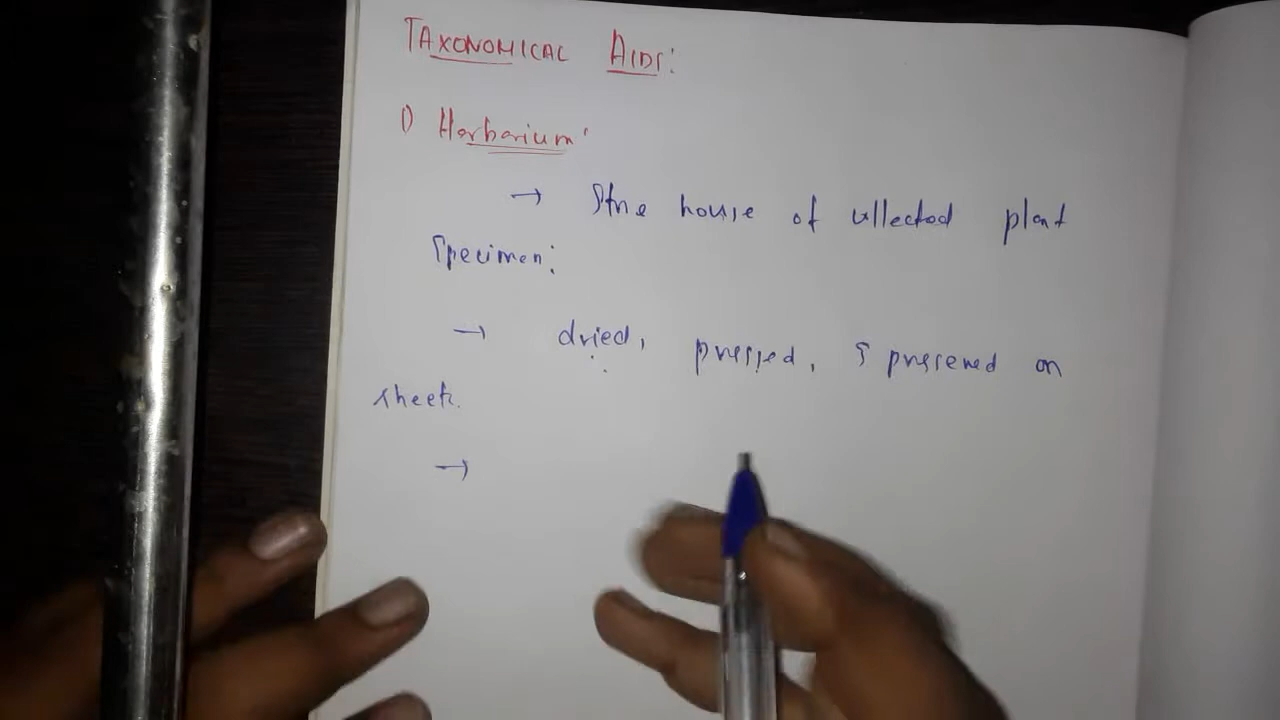 TAXONOMICAL AIDS:
1) Herbarium:
→ Store house of collected plant
specimen:
→ dried, pressed, & preserved on
sheets.
→